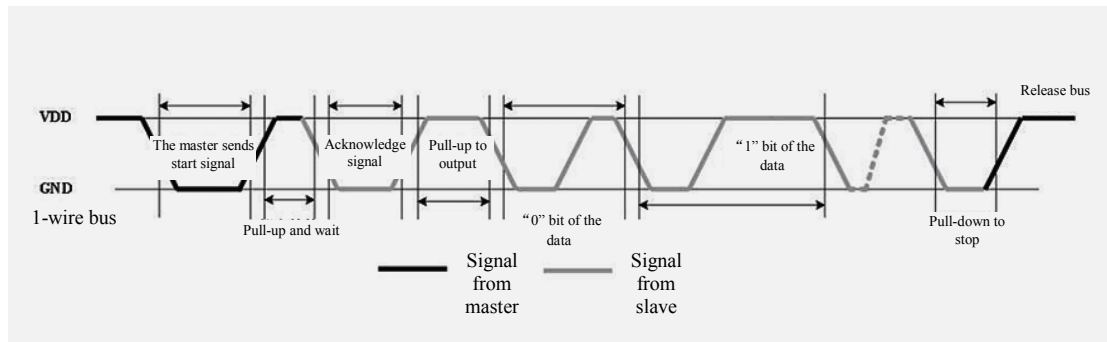 Release bus
VDD
The master sends
start signal
Acknowledge
signal
Pull-up to
output
“1” bit of the
data
GND
1-wire bus
Pull-up and wait
“0” bit of the
data
Pull-down to
stop
Signal
from
master
Signal
from
slave